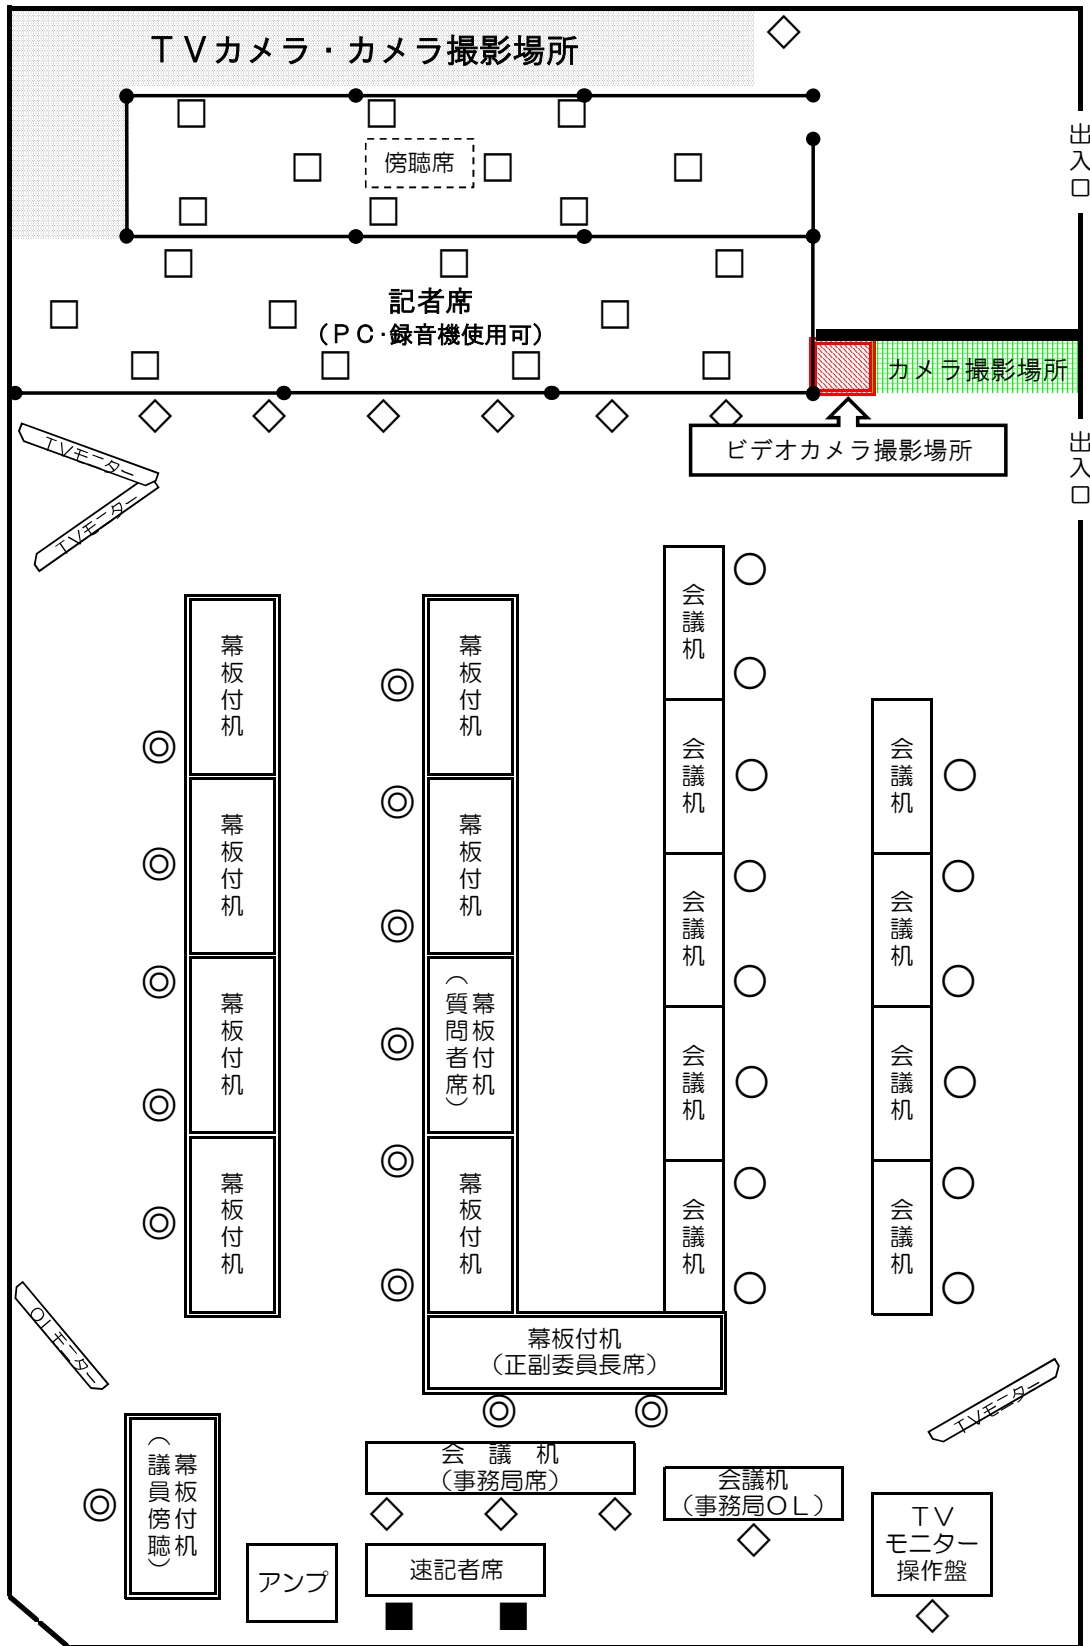 ＴＶカメラ・カメラ撮影場所
出入口
傍聴席
記者席
（ＰＣ・録音機使用可）
カメラ撮影場所
ビデオカメラ撮影場所
出入口
ＴＶモニター
ＴＶモニター
幕板付机
幕板付机
幕板付机
幕板付机
幕板付机
幕板付机
幕板付机
（質問者席）
幕板付机
会議机
会議机
会議机
会議机
会議机
会議机
会議机
会議机
会議机
幕板付机
（正副委員長席）
ＯＬモニター
ＴＶモニター
幕板付机
（議員傍聴）
会　議　机
（事務局席）
会議机
（事務局ＯＬ）
アンプ
速記者席
ＴＶ
モニター
操作盤